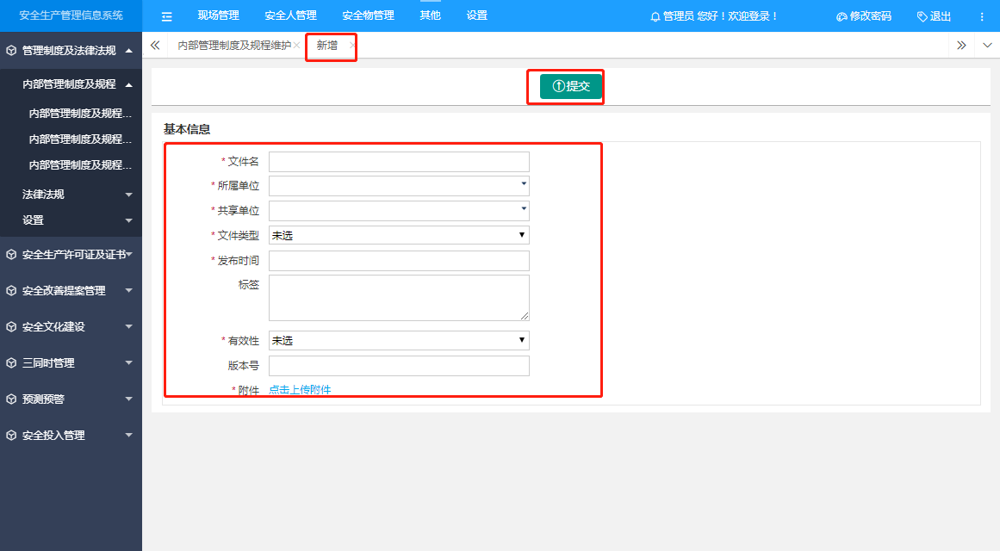 安全生产管理信息系统
现场管理 安全人管理 安全物管理 其他 设置
管理员 您好！欢迎登录！ 修改密码 退出
管理制度及法律法规
内部管理制度及规程
内部管理制度及规程...
内部管理制度及规程...
内部管理制度及规程...
法律法规
设置
安全生产许可证及证书
安全改善提案管理
安全文化建设
三同时管理
预测预警
安全投入管理
内部管理制度及规程维护 新增
提交
基本信息
* 文件名
* 所属单位
* 共享单位
* 文件类型 未选
* 发布时间
标签
* 有效性 未选
版本号
* 附件 点击上传附件